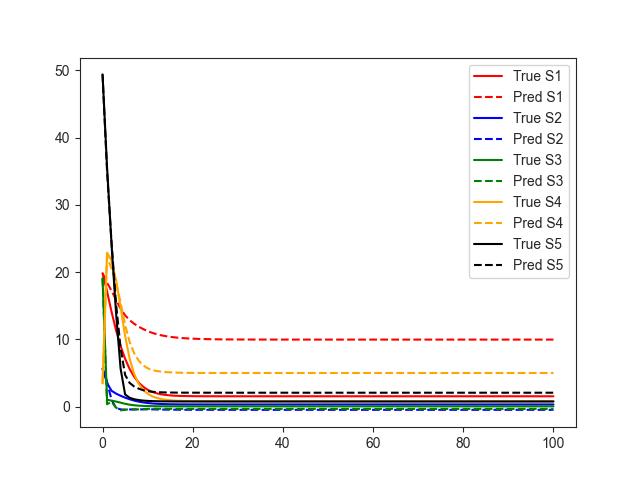 50
40
30
20
10
0
0
20
40
60
80
100
True S1
Pred S1
True S2
Pred S2
True S3
Pred S3
True S4
Pred S4
True S5
Pred S5